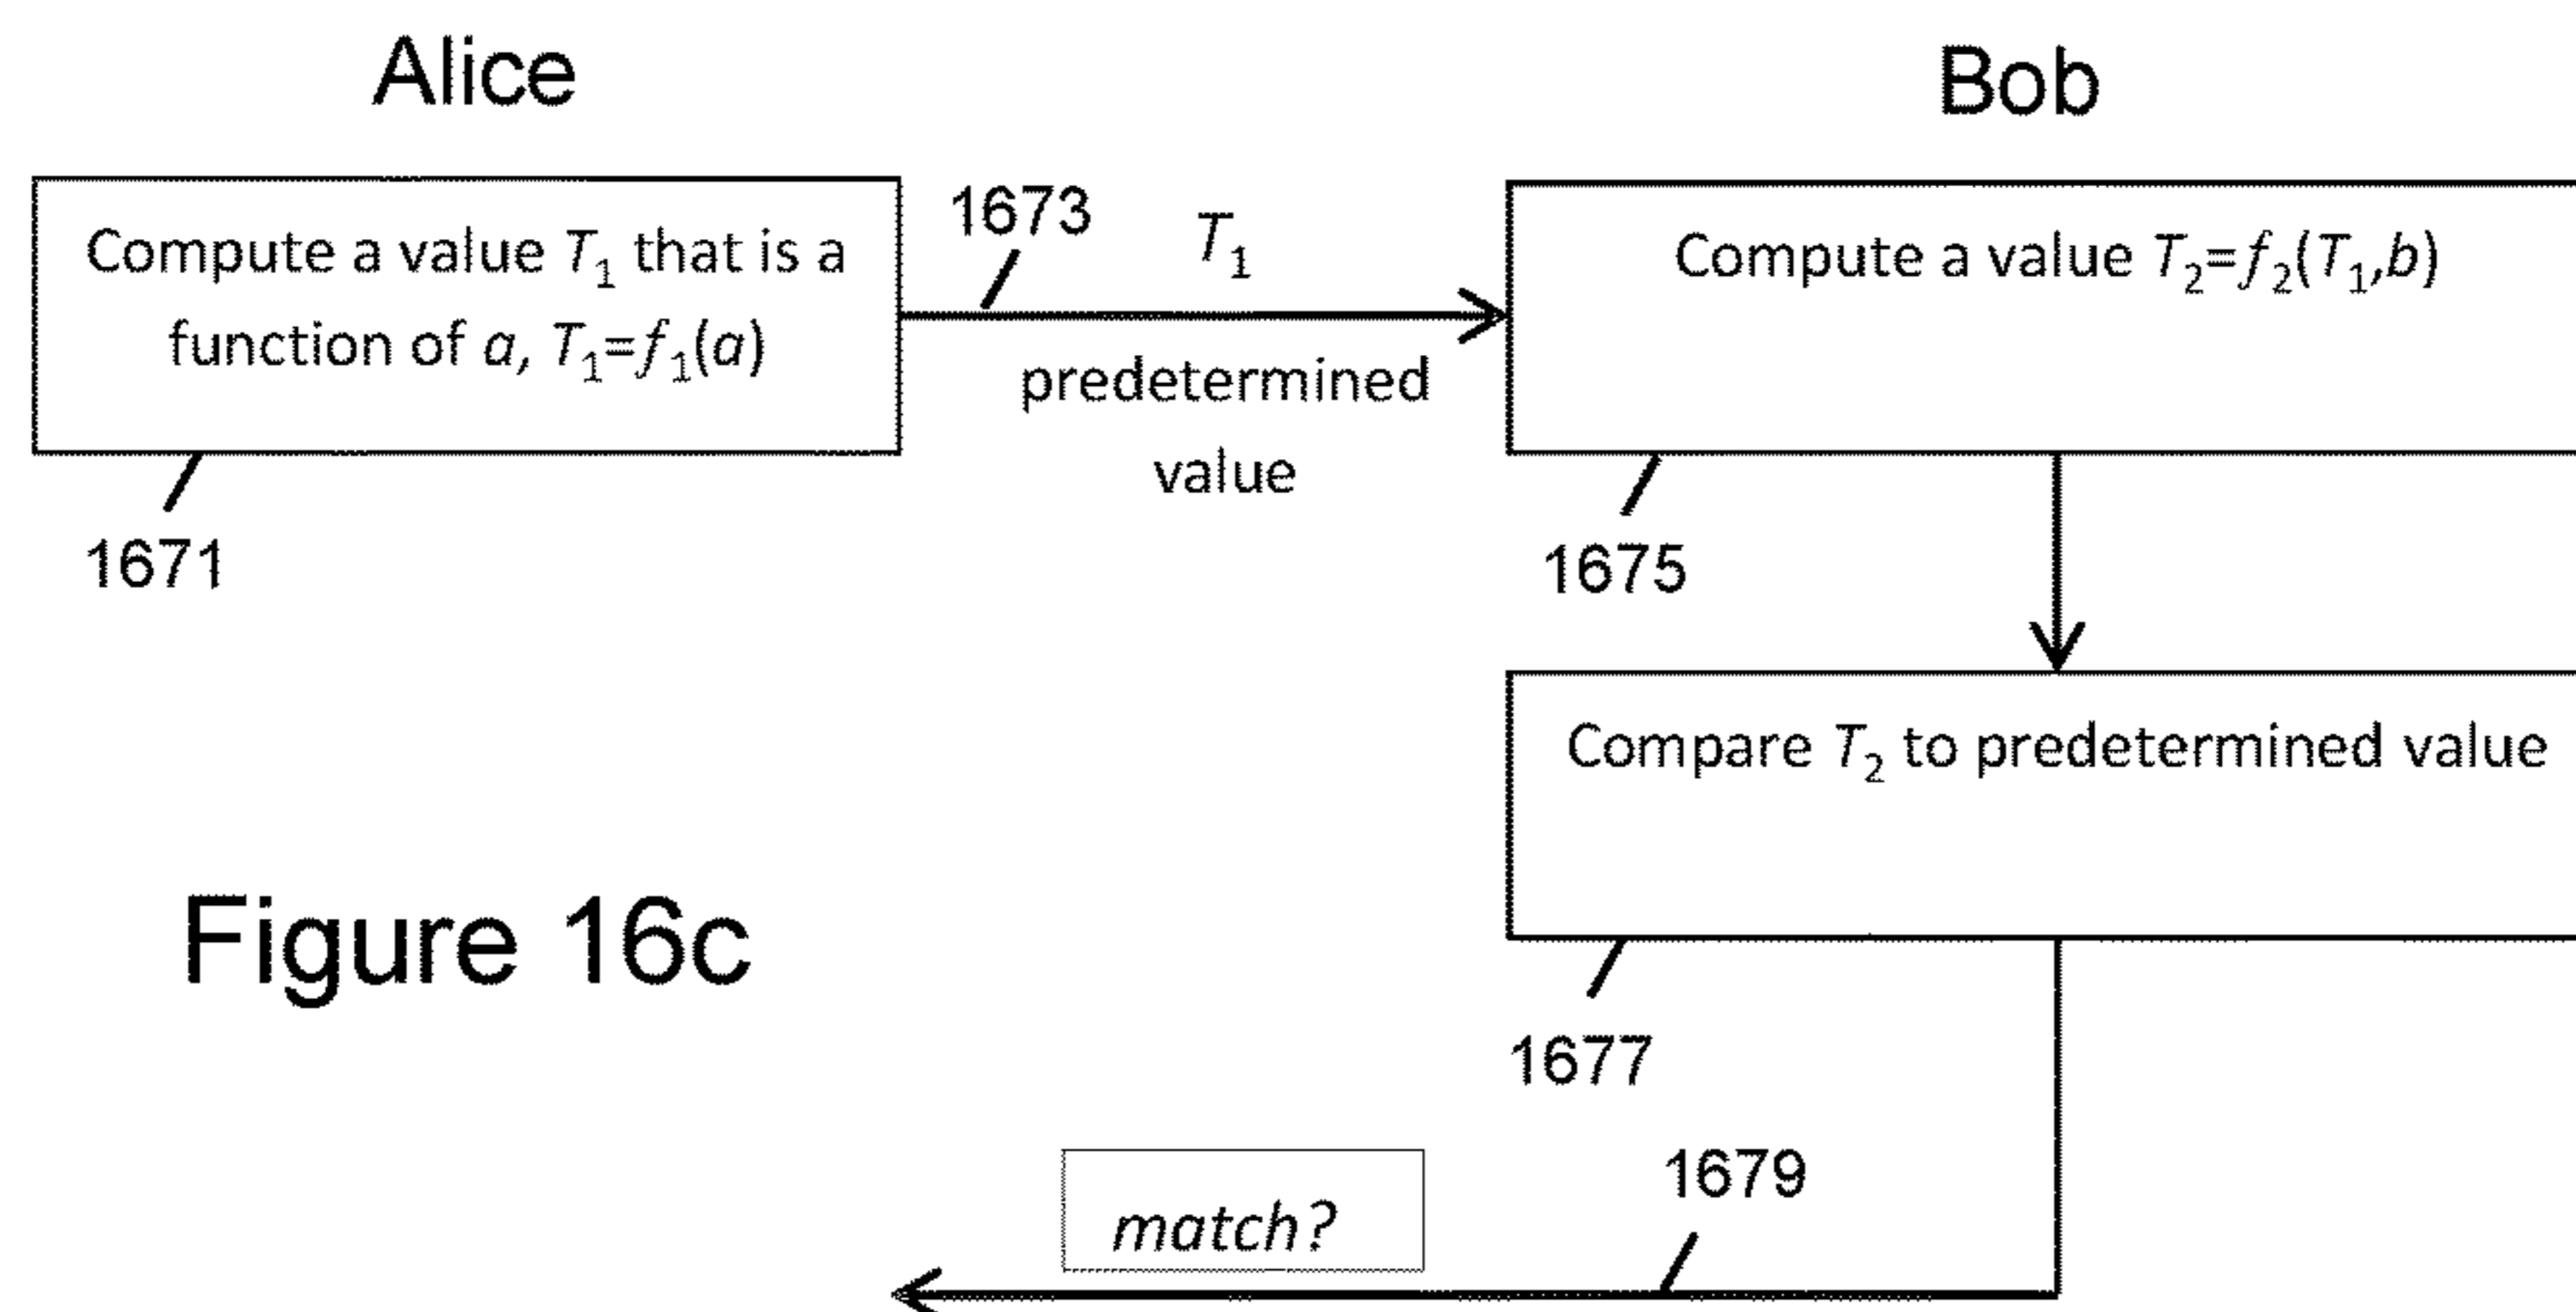 Alice
Bob
Compute a value T₁ that is a
function of a, T₁=f₁(a)
1671
1673
T₁
predetermined
value
Compute a value T₂=f₂(T₁,b)
1675
Compare T₂ to predetermined value
1677
Figure 16c
match?
1679